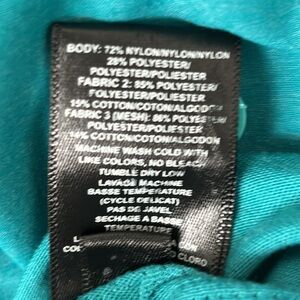 BODY: 72% NYLON/NYLON/NYLON
28% POLYESTER/
POLYESTER/POLIESTER
FABRIC 2: 85% POLYESTER/
POLYESTER/POLIESTER
15% COTTON/COTON/ALGODON
FABRIC 3 (MESH): 86% POLYESTER/
POLYESTER/POLIESTER
14% COTTON/COTON/ALGODON
MACHINE WASH COLD WITH
LIKE COLORS, NO BLEACH
TUMBLE DRY LOW
LAVAGE MACHINE
BASSE TEMPERATURE
(CYCLE DELICAT)
PAS DE JAVEL
SECHAGE A BASSE
TEMPERATURE
CLORO